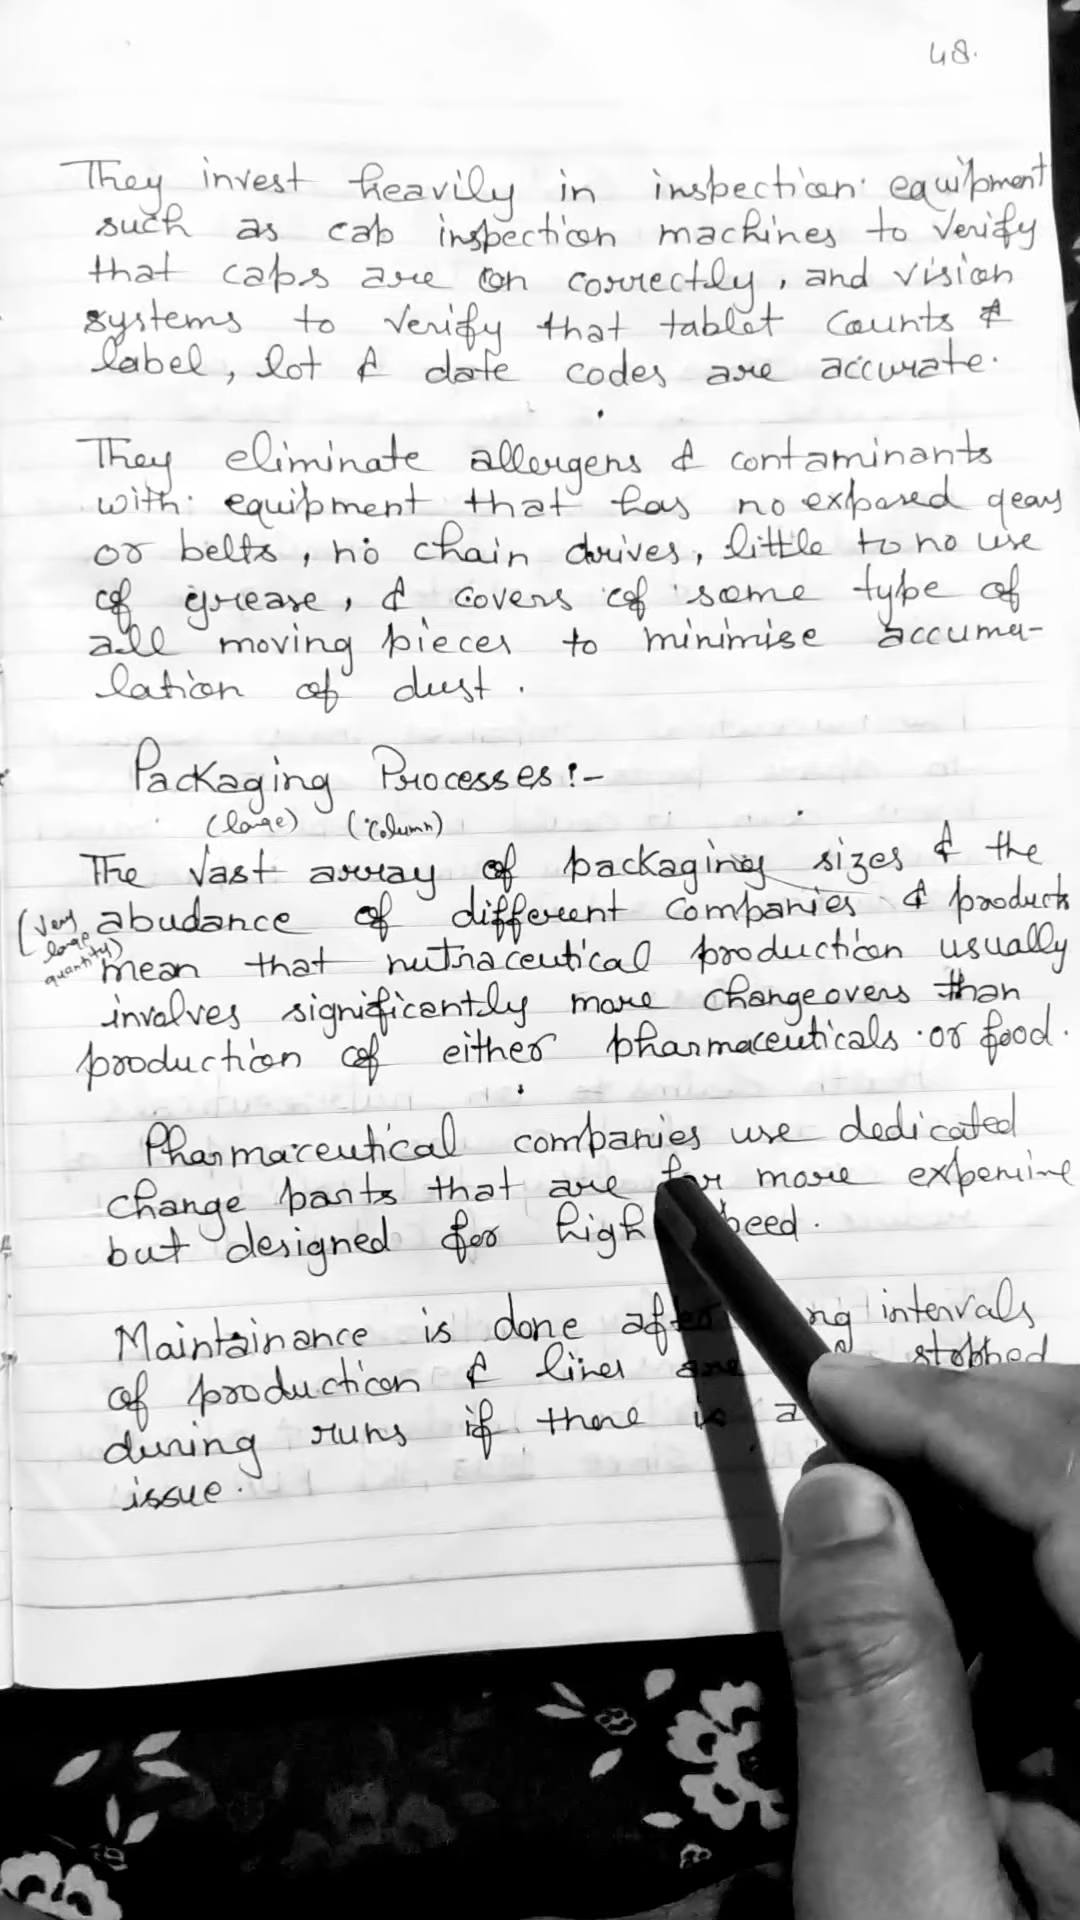 48.
They invest heavily in inspection equipment
such as cap inspection machines to verify
that caps are on correctly, and vision
systems to verify that tablet counts &
label, lot & date codes are accurate.
They eliminate allergens & contaminants
with equipment that has no exposed gears
or belts, no chain drives, little to no use
of grease, & covers of some type of
all moving pieces to minimise accumu-
lation of dust.
Packaging Processes :-
(large) (column)
The vast array of packaging sizes & the
(very large quantity) abudance of different companies & products
mean that nutraceutical production usually
involves significantly more changeovers than
production of either pharmaceuticals or food.
Pharmaceutical companies use dedicated
change parts that are far more expensive
but designed for high speed.
Maintainance is done after intervals
of production & lines are stopped
during runs if there is a
issue.